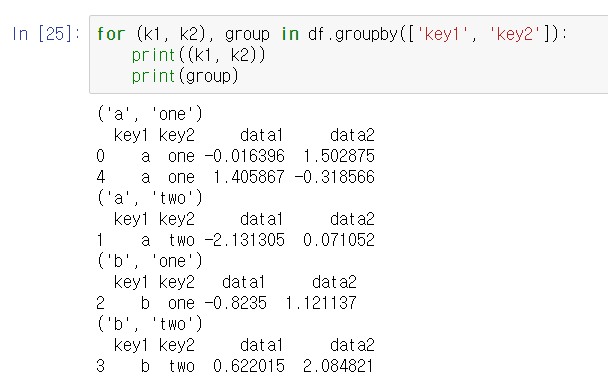 In [25]: for (k1, k2), group in df.groupby(['key1', 'key2']):
    print((k1, k2))
    print(group)
('a', 'one')
  key1 key2     data1     data2
0    a  one -0.016396  1.502875
4    a  one  1.405867 -0.318566
('a', 'two')
  key1 key2     data1     data2
1    a  two -2.131305  0.071052
('b', 'one')
  key1 key2   data1     data2
2    b  one -0.8235  1.121137
('b', 'two')
  key1 key2     data1     data2
3    b  two  0.622015  2.084821